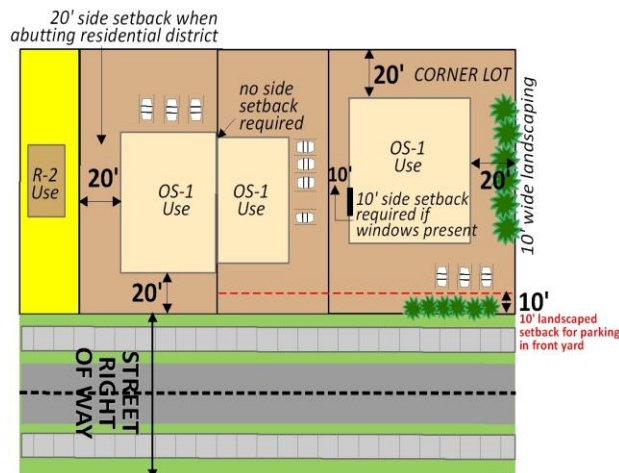 20' side setback when
abutting residential district
20'
CORNER LOT
no side
setback
required
R-2
Use
20'
OS-1
Use
OS-1
Use
OS-1
Use
20'
10'
10' side setback
required if
windows present
10' wide landscaping
20'
10'
10' landscaped
setback for parking
in front yard
STREET
RIGHT
OF WAY